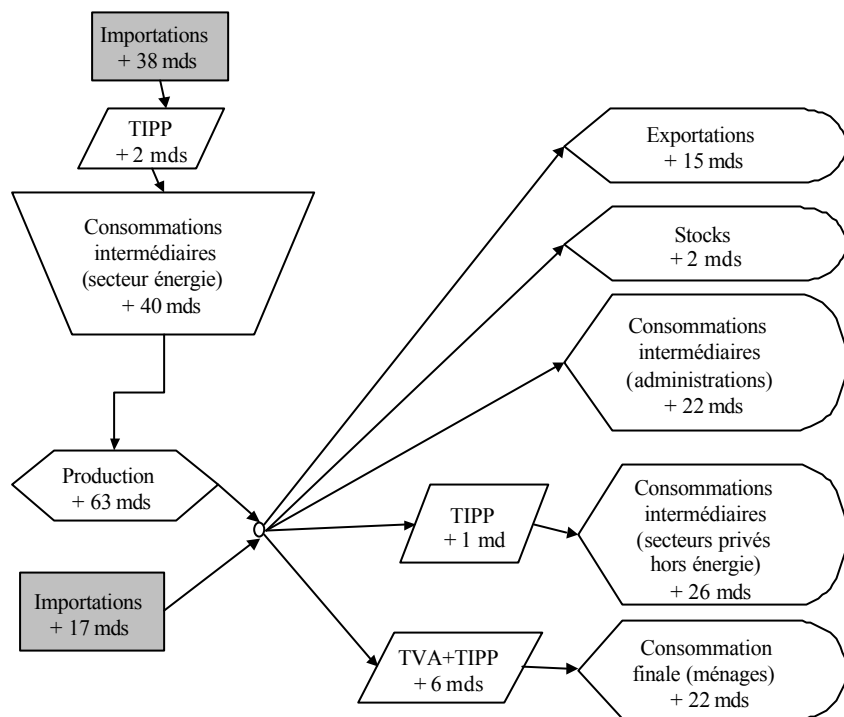 Importations
+ 38 mds
TIPP
+ 2 mds
Consommations
intermédiaires
(secteur énergie)
+ 40 mds
Production
+ 63 mds
Importations
+ 17 mds
Exportations
+ 15 mds
Stocks
+ 2 mds
Consommations
intermédiaires
(administrations)
+ 22 mds
TIPP
+ 1 md
Consommations
intermédiaires
(secteurs privés
hors énergie)
+ 26 mds
TVA+TIPP
+ 6 mds
Consommation
finale (ménages)
+ 22 mds